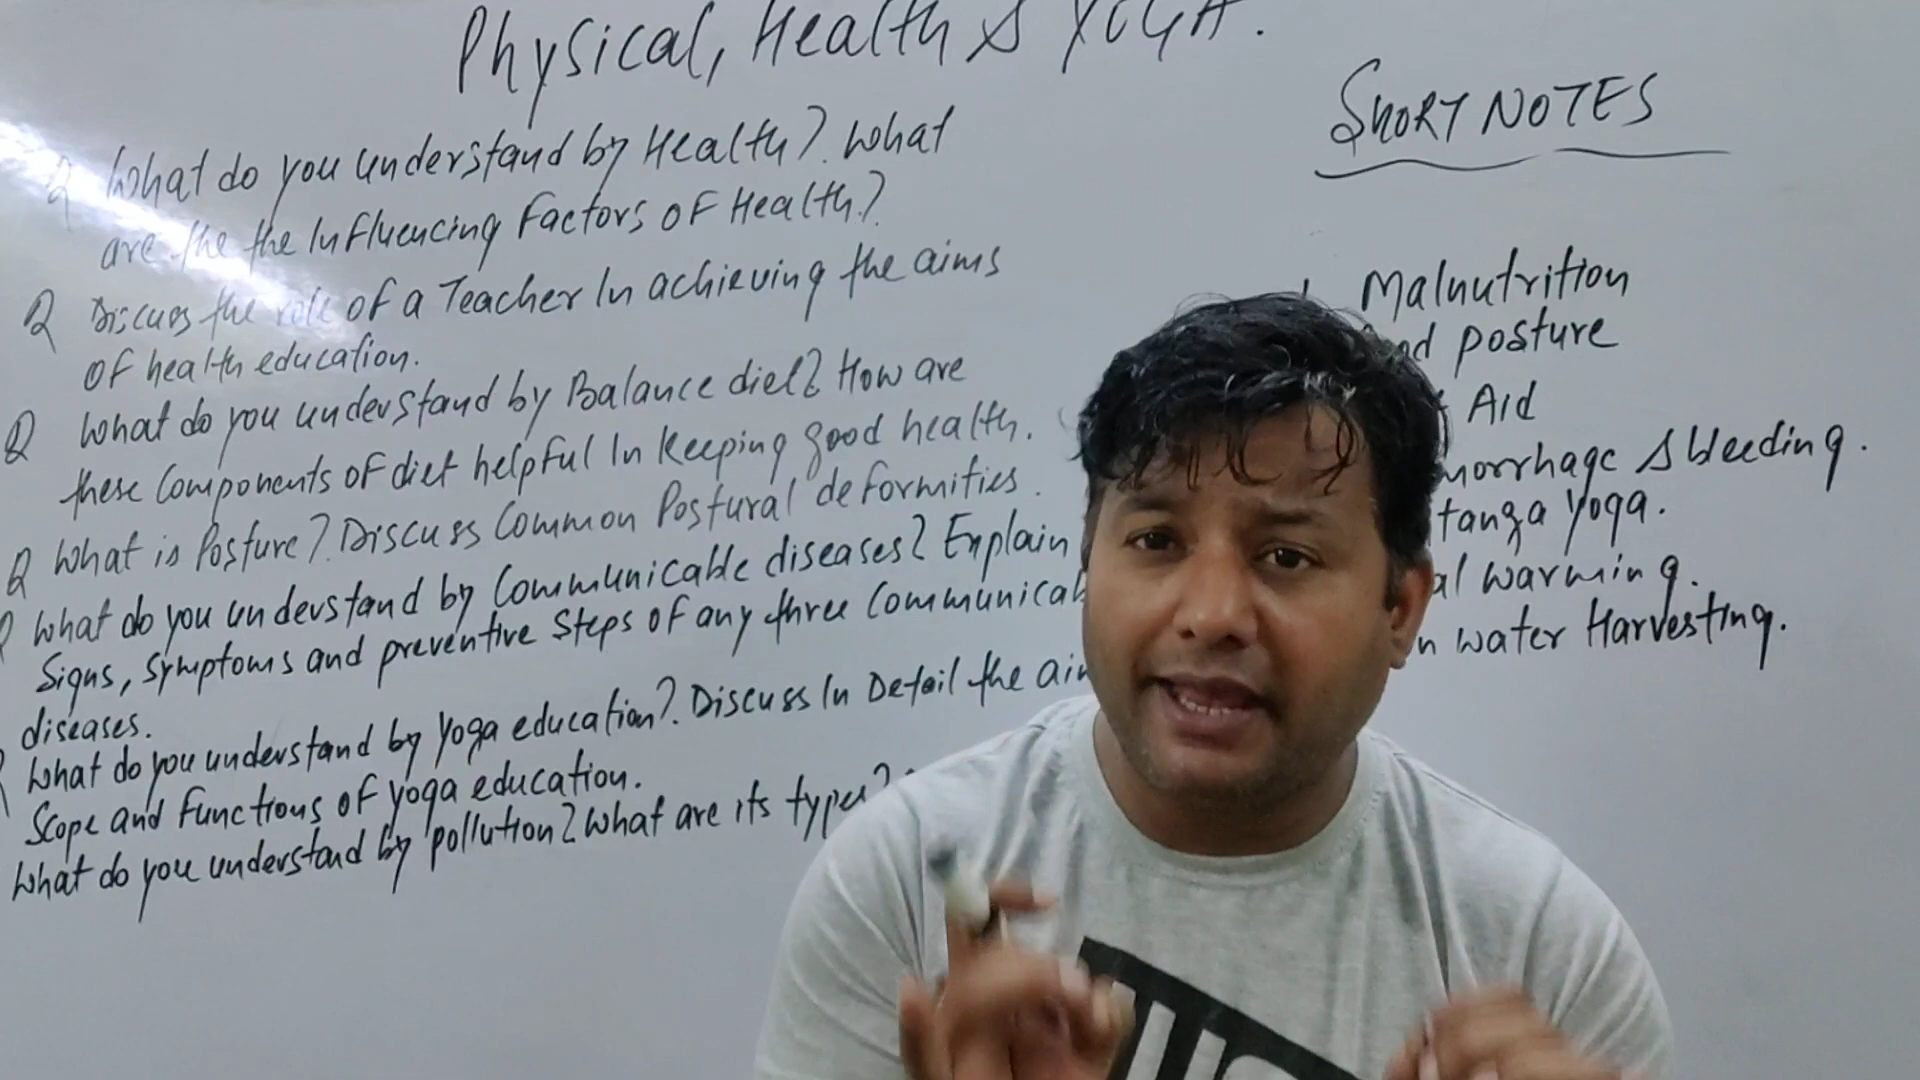 Physical, Health & YOGA.
Q What do you understand by Health? What
are the the Influencing Factors of Health?
Q Discuss the role of a Teacher In achieving the aims
of health education.
Q What do you understand by Balance diet? How are
these Components of diet helpful In keeping good health.
Q What is Posture? Discuss Common Postural deformities.
Q What do you understand by Communicable diseases? Explain
Signs, Symptoms and preventive Steps of any three Communicab
diseases.
What do you understand by Yoga education? Discuss In Detail the
Scope and Functions of yoga education.
What do you understand by pollution? What are its types?
SHORT NOTES
Malnutrition
posture
Aid
morrhage & bleeding.
tanga Yoga.
al warming.
n water Harvesting.